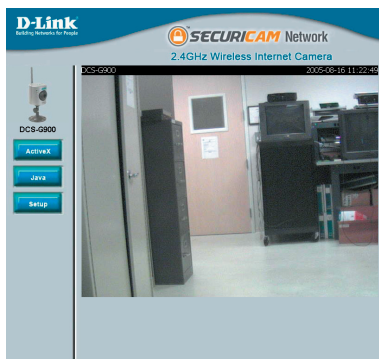 D-Link
Building Networks for People
SECURICAM Network
2.4GHz Wireless Internet Camera
DCS-G900 2005-08-16 11:22:49
DCS-G900
ActiveX
Java
Setup